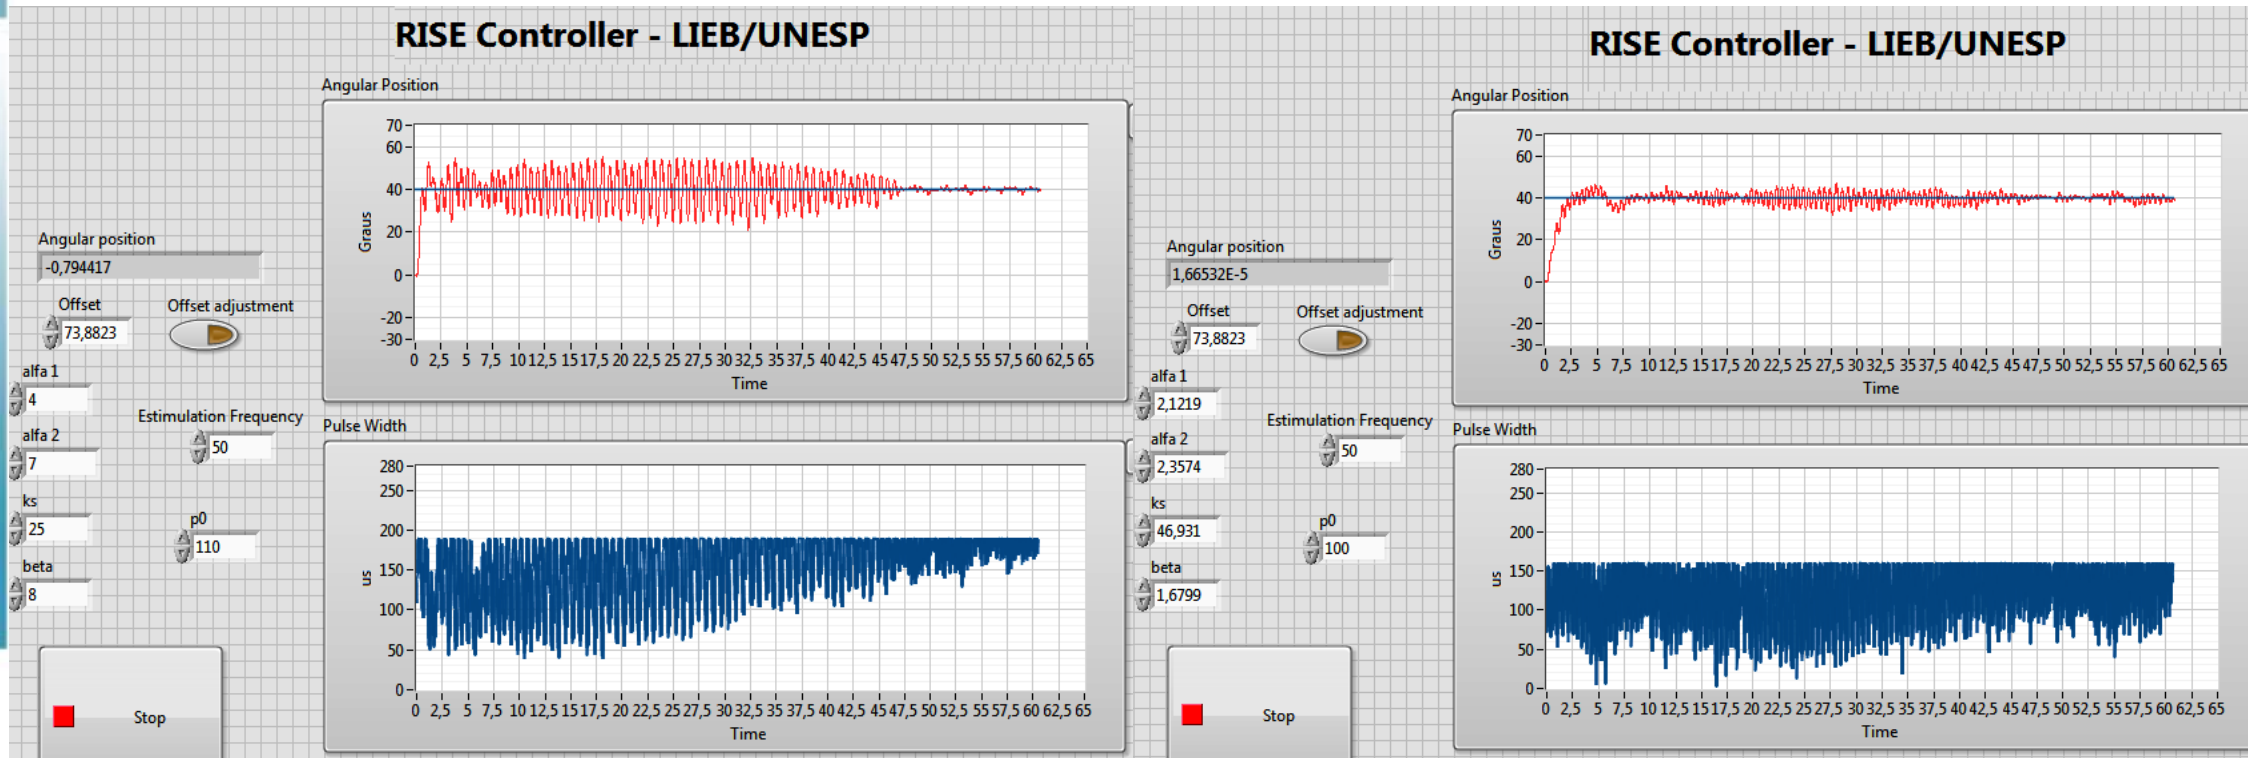 RISE Controller - LIEB/UNESP
Angular Position
70
60
40
20
0
-20
-30
Graus
0 2,5 5 7,5 10 12,5 15 17,5 20 22,5 25 27,5 30 32,5 35 37,5 40 42,5 45 47,5 50 52,5 55 57,5 60 62,5 65
Time
Angular position
-0,794417
Offset
73,8823
Offset adjustment
alfa 1
4
alfa 2
7
Estimulation Frequency
50
ks
25
p0
110
beta
8
Stop
Pulse Width
280
250
200
150
100
50
0
us
0 2,5 5 7,5 10 12,5 15 17,5 20 22,5 25 27,5 30 32,5 35 37,5 40 42,5 45 47,5 50 52,5 55 57,5 60 62,5 65
Time
RISE Controller - LIEB/UNESP
Angular Position
70
60
40
20
0
-20
-30
Graus
0 2,5 5 7,5 10 12,5 15 17,5 20 22,5 25 27,5 30 32,5 35 37,5 40 42,5 45 47,5 50 52,5 55 57,5 60 62,5 65
Time
Angular position
1,66532E-5
Offset
73,8823
Offset adjustment
alfa 1
2,1219
alfa 2
2,3574
Estimulation Frequency
50
ks
46,931
p0
100
beta
1,6799
Stop
Pulse Width
280
250
200
150
100
50
0
us
0 2,5 5 7,5 10 12,5 15 17,5 20 22,5 25 27,5 30 32,5 35 37,5 40 42,5 45 47,5 50 52,5 55 57,5 60 62,5 65
Time